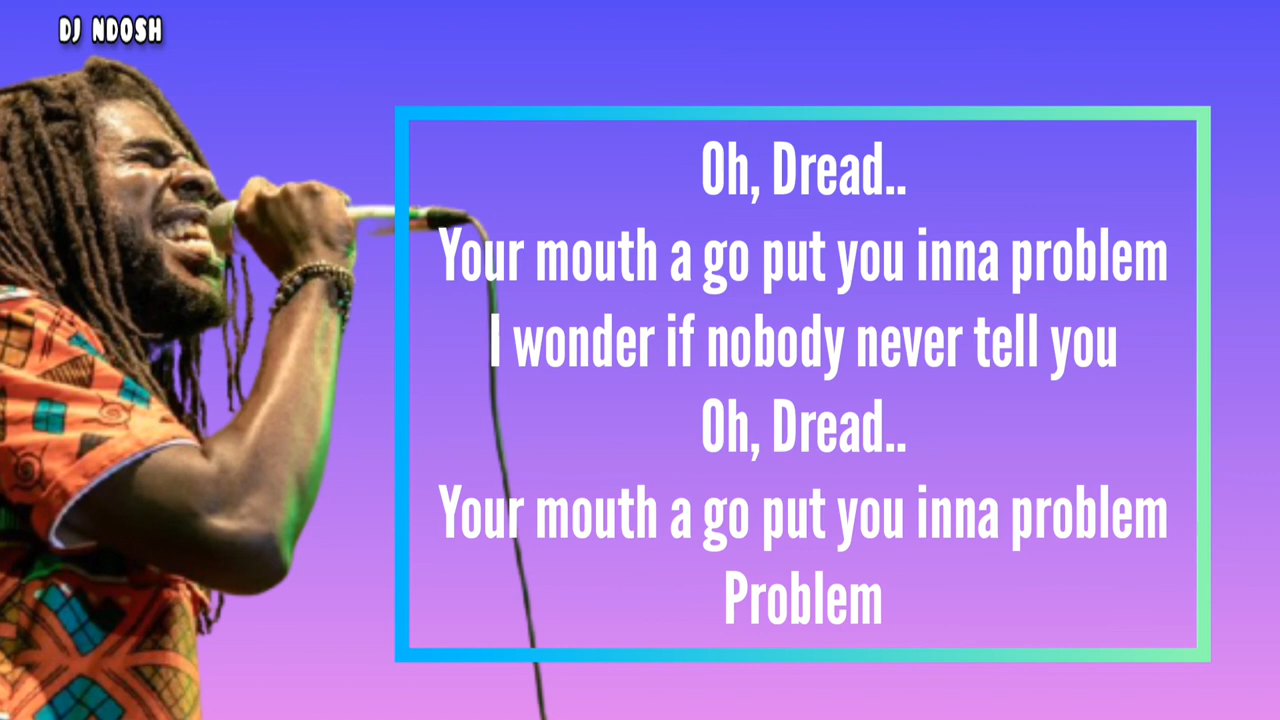 DJ NDOSH
Oh, Dread..
Your mouth a go put you inna problem
I wonder if nobody never tell you
Oh, Dread..
Your mouth a go put you inna problem
Problem